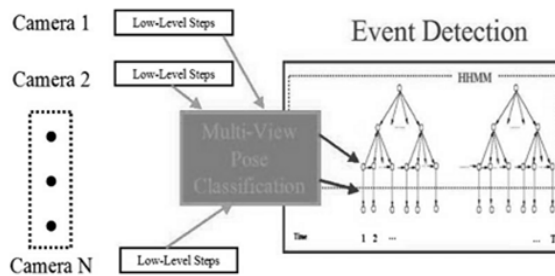 Camera 1
Low-Level Steps
Event Detection
Camera 2
Low-Level Steps
HHMM
Multi-View
Pose
Classification
Camera N
Low-Level Steps
Time
1 2 ...
... T